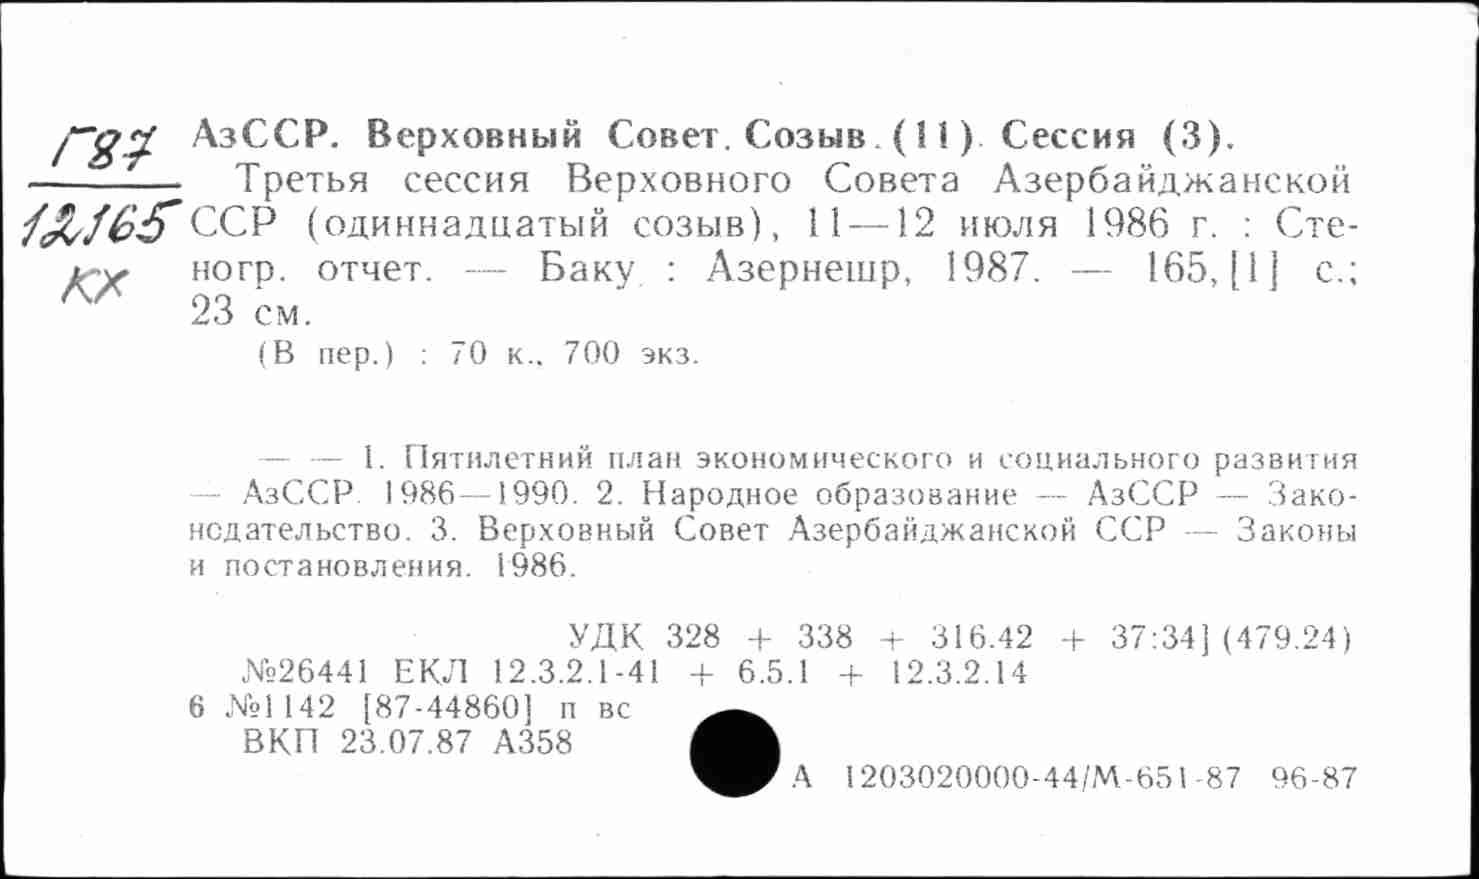 Г87
12165
КХ
АзССР. Верховный Совет. Созыв. (11). Сессия (3).
Третья сессия Верховного Совета Азербайджанской
ССР (одиннадцатый созыв), 11—12 июля 1986 г. : Сте-
ногр. отчет. — Баку : Азернешр, 1987. — 165, [1] с.;
23 см.
(В пер.) : 70 к., 700 экз.
— — 1. Пятилетний план экономического и социального развития
— АзССР. 1986—1990. 2. Народное образование — АзССР — Зако-
нодательство. 3. Верховный Совет Азербайджанской ССР — Законы
и постановления. 1986.
УДК 328 + 338 + 316.42 + 37:34] (479.24)
№26441 ЕКЛ 12.3.2.1-41 + 6.5.1 + 12.3.2.14
6 №1142 [87-44860] п вс
ВКП 23.07.87 А358
А 1203020000-44/М-651-87 96-87